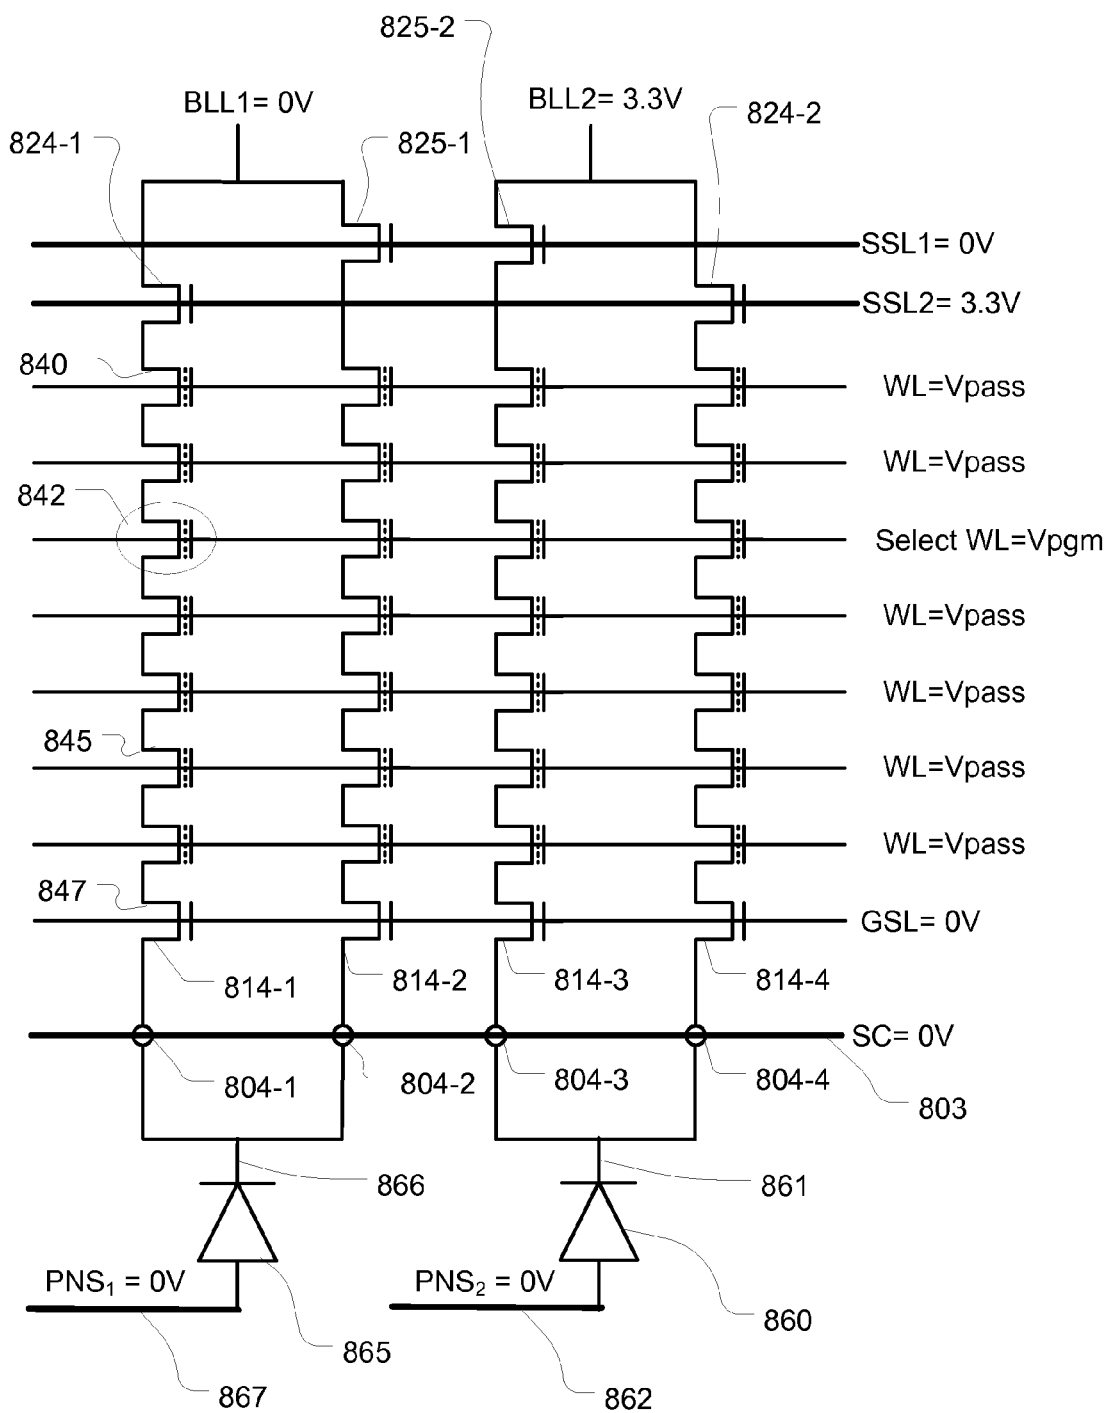 825-2
BLL1= 0V
BLL2= 3.3V
824-1
825-1
824-2
SSL1= 0V
SSL2= 3.3V
840
WL=Vpass
WL=Vpass
842
Select WL=Vpgm
WL=Vpass
WL=Vpass
845
WL=Vpass
WL=Vpass
847
GSL= 0V
814-1
814-2
814-3
814-4
SC= 0V
804-1
804-2
804-3
804-4
803
866
861
PNS₁ = 0V
PNS₂ = 0V
865
860
867
862